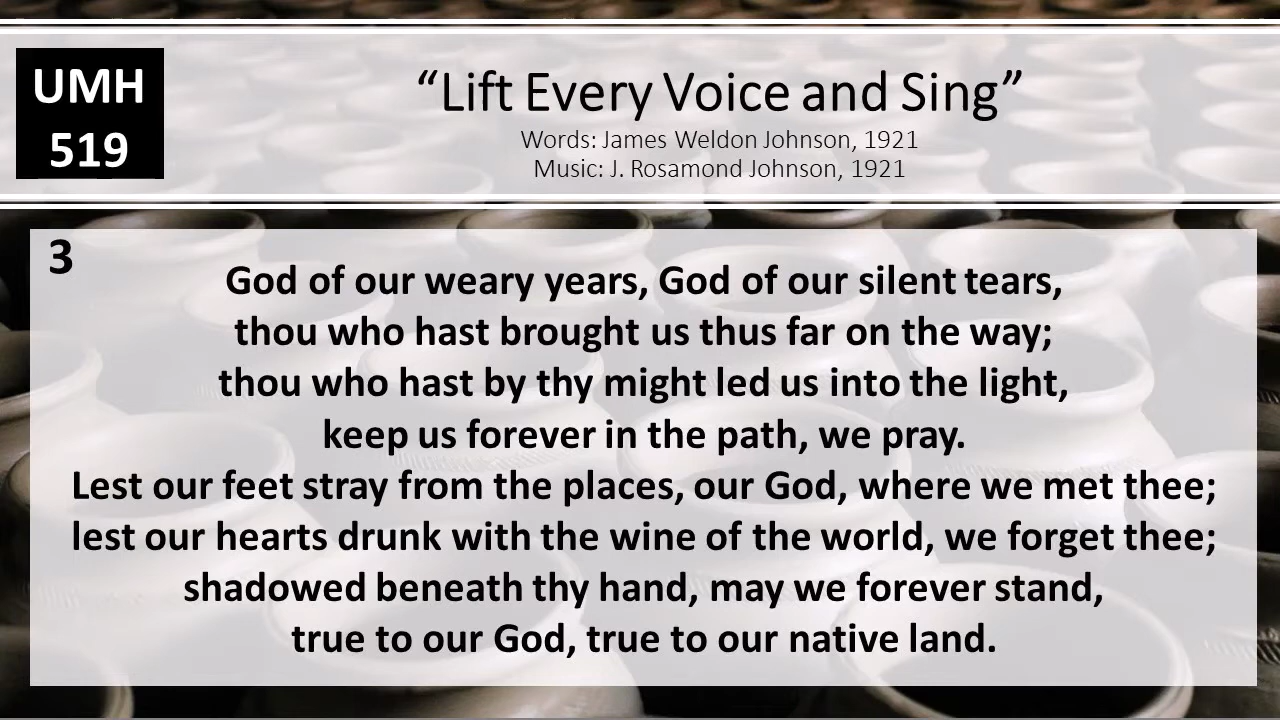 UMH
519
“Lift Every Voice and Sing”
Words: James Weldon Johnson, 1921
Music: J. Rosamond Johnson, 1921
3
God of our weary years, God of our silent tears,
thou who hast brought us thus far on the way;
thou who hast by thy might led us into the light,
keep us forever in the path, we pray.
Lest our feet stray from the places, our God, where we met thee;
lest our hearts drunk with the wine of the world, we forget thee;
shadowed beneath thy hand, may we forever stand,
true to our God, true to our native land.